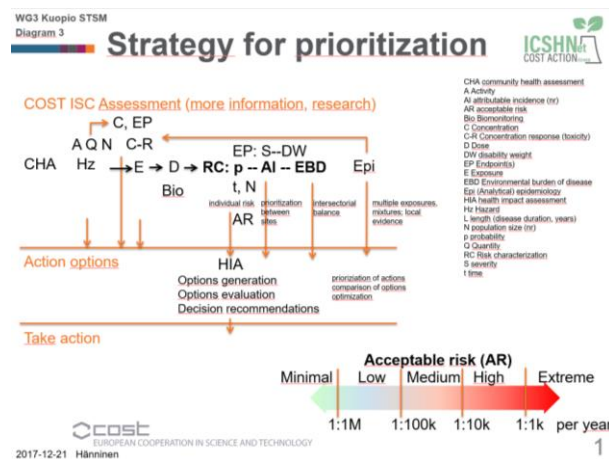 WG3 Kuopio STSM
Diagram 3
Strategy for prioritization
ICSHNet
COST ACTION
COST ISC Assessment (more information, research)
C, EP
A Q N C-R
EP: S--DW
CHA Hz E D RC: p -- AI -- EBD Epi
Bio t, N
individual risk
AR
prioritization
between
sites
intersectorial
balance
multiple exposures,
mixtures; local
evidence
Action options
HIA
Options generation
Options evaluation
Decision recommendations
prioriziation of actions
comparison of options
optimization
Take action
CHA community health assessment
A Activity
AI attributable incidence (nr)
AR acceptable risk
Bio Biomonitoring
C Concentration
C-R Concentration response (toxicity)
D Dose
DW disability weight
EP Endpoint(s)
E Exposure
EBD Environmental burden of disease
Epi (Analytical) epidemiology
HIA health impact assessment
Hz Hazard
L length (disease duration, years)
N population size (nr)
p probability
Q Quantity
RC Risk characterization
S severity
t time
Acceptable risk (AR)
Minimal Low Medium High Extreme
1:1M 1:100k 1:10k 1:1k per year
cost
EUROPEAN COOPERATION IN SCIENCE AND TECHNOLOGY
2017-12-21 Hänninen
1